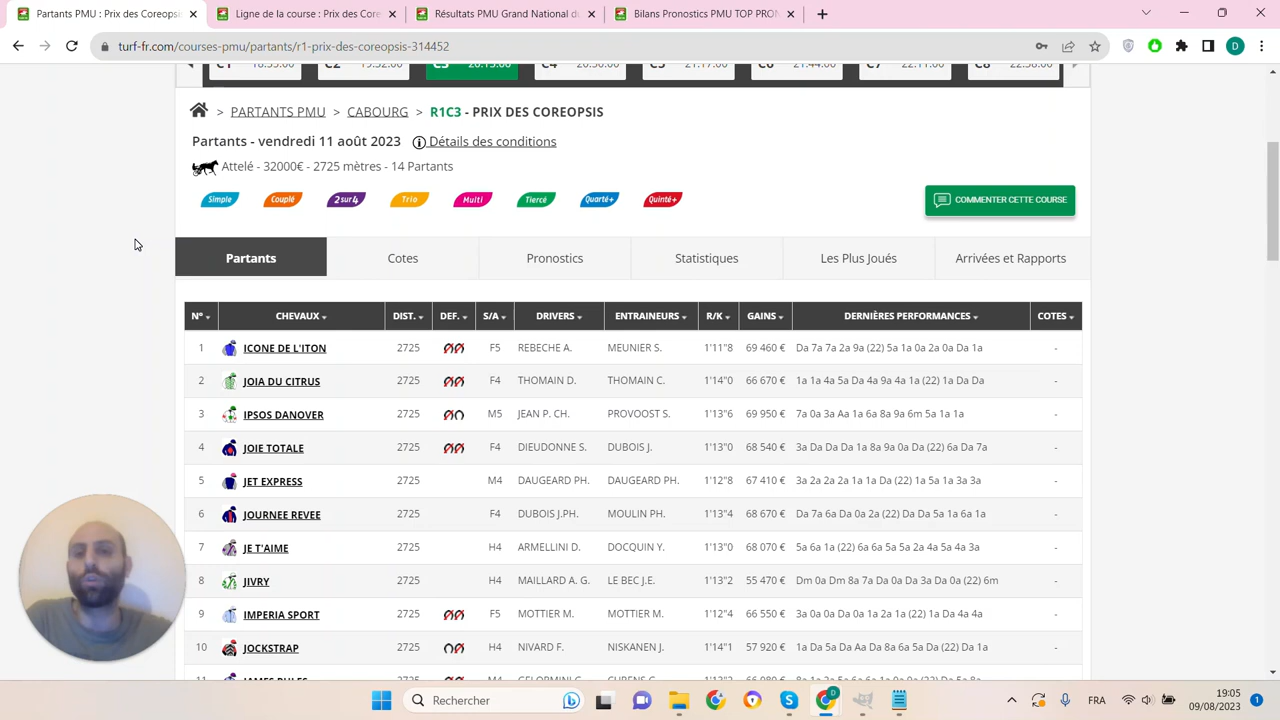 Partants PMU : Prix des Coreopsis
Ligne de la course : Prix des Core
Résultats PMU Grand National du
Bilans Pronostics PMU TOP PRON
turf-fr.com/courses-pmu/partants/r1-prix-des-coreopsis-314452
PARTANTS PMU > CABOURG > R1C3 - PRIX DES COREOPSIS
Partants - vendredi 11 août 2023 Détails des conditions
Attelé - 32000€ - 2725 mètres - 14 Partants
Simple Couplé 2 sur 4 Trio Multi Tiercé Quarté+ Quinté+
COMMENTER CETTE COURSE
Partants Cotes Pronostics Statistiques Les Plus Joués Arrivées et Rapports
N° CHEVAUX DIST. DEF. S/A DRIVERS ENTRAINEURS R/K GAINS DERNIÈRES PERFORMANCES COTES
1 ICONE DE L'ITON 2725 F5 REBECHE A. MEUNIER S. 1'11"8 69 460 € Da 7a 7a 2a 9a (22) 5a 1a 0a 2a 0a Da 1a -
2 JOIA DU CITRUS 2725 F4 THOMAIN D. THOMAIN C. 1'14"0 66 670 € 1a 1a 4a 5a Da 4a 9a 4a 1a (22) 1a Da Da -
3 IPSOS DANOVER 2725 M5 JEAN P. CH. PROVOOST S. 1'13"6 69 950 € 7a 0a 3a Aa 1a 6a 8a 9a 6m 5a 1a 1a -
4 JOIE TOTALE 2725 F4 DIEUDONNE S. DUBOIS J. 1'13"0 68 540 € 3a Da Da Da 1a 8a 9a 0a Da (22) 6a Da 7a -
5 JET EXPRESS 2725 M4 DAUGEARD PH. DAUGEARD PH. 1'12"8 67 410 € 3a 2a 2a 2a 1a 1a Da (22) 1a 5a 1a 3a 3a -
6 JOURNEE REVEE 2725 F4 DUBOIS J.PH. MOULIN PH. 1'13"4 68 670 € Da 7a 6a Da 0a 2a (22) Da Da 5a 1a 6a 1a -
7 JE T'AIME 2725 H4 ARMELLINI D. DOCQUIN Y. 1'13"0 68 070 € 5a 6a 1a (22) 6a 6a 5a 5a 2a 4a 5a 4a 3a -
8 JIVRY 2725 H4 MAILLARD A. G. LE BEC J.E. 1'13"2 55 470 € Dm 0a Dm 8a 7a Da 0a Da 3a Da 0a (22) 6m -
9 IMPERIA SPORT 2725 F5 MOTTIER M. MOTTIER M. 1'12"4 66 550 € 3a 0a 0a Da 0a 1a 2a 1a (22) 1a Da 4a 4a -
10 JOCKSTRAP 2725 H4 NIVARD F. NISKANEN J. 1'14"1 57 920 € 1a Da 5a Da Aa Da 8a 6a 5a Da (22) Da 1a -
Rechercher
FRA
19:05
09/08/2023